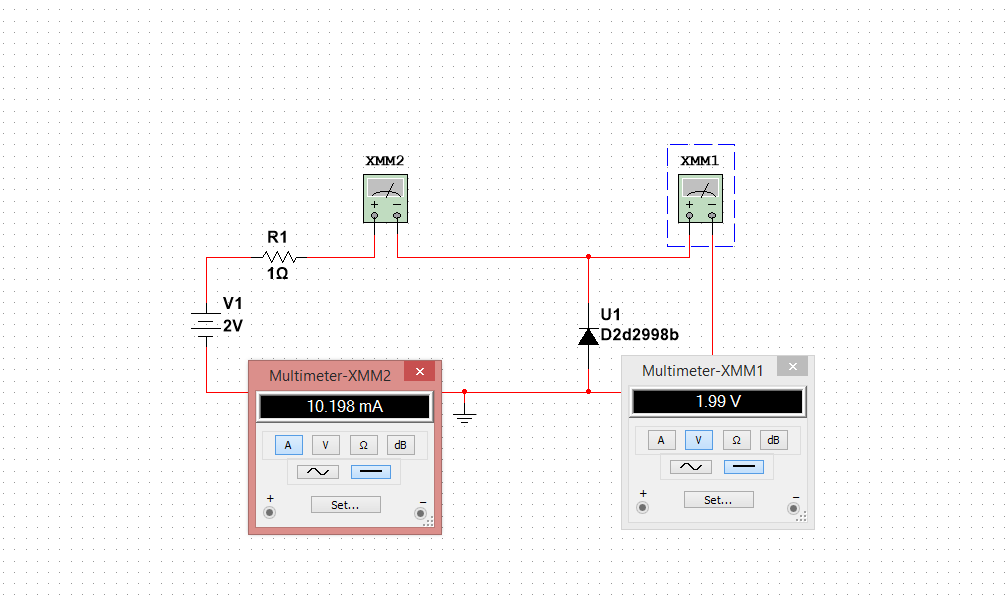 XMM2
XMM1
+ −
+ −
R1
1Ω
V1
2V
U1
D2d2998b
Multimeter-XMM2 ×
10.198 mA
A V Ω dB
+ −
Set...
Multimeter-XMM1 ×
1.99 V
A V Ω dB
+ −
Set...